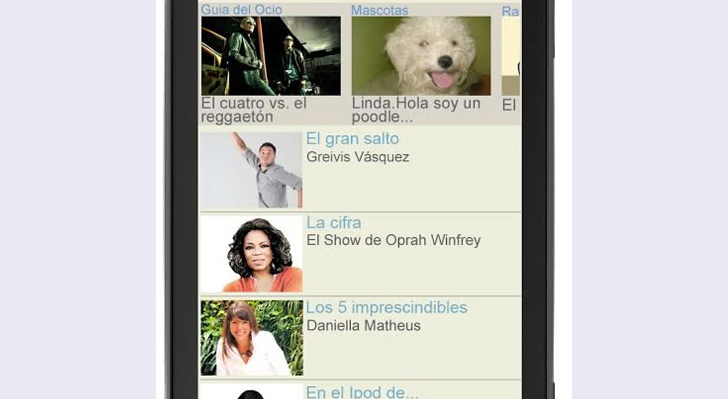 Guia del Ocio
Mascotas
Ra
El cuatro vs. el
reggaetón
Linda.Hola soy un
poodle...
El
El gran salto
Greivis Vásquez
La cifra
El Show de Oprah Winfrey
Los 5 imprescindibles
Daniella Matheus
En el Ipod de...